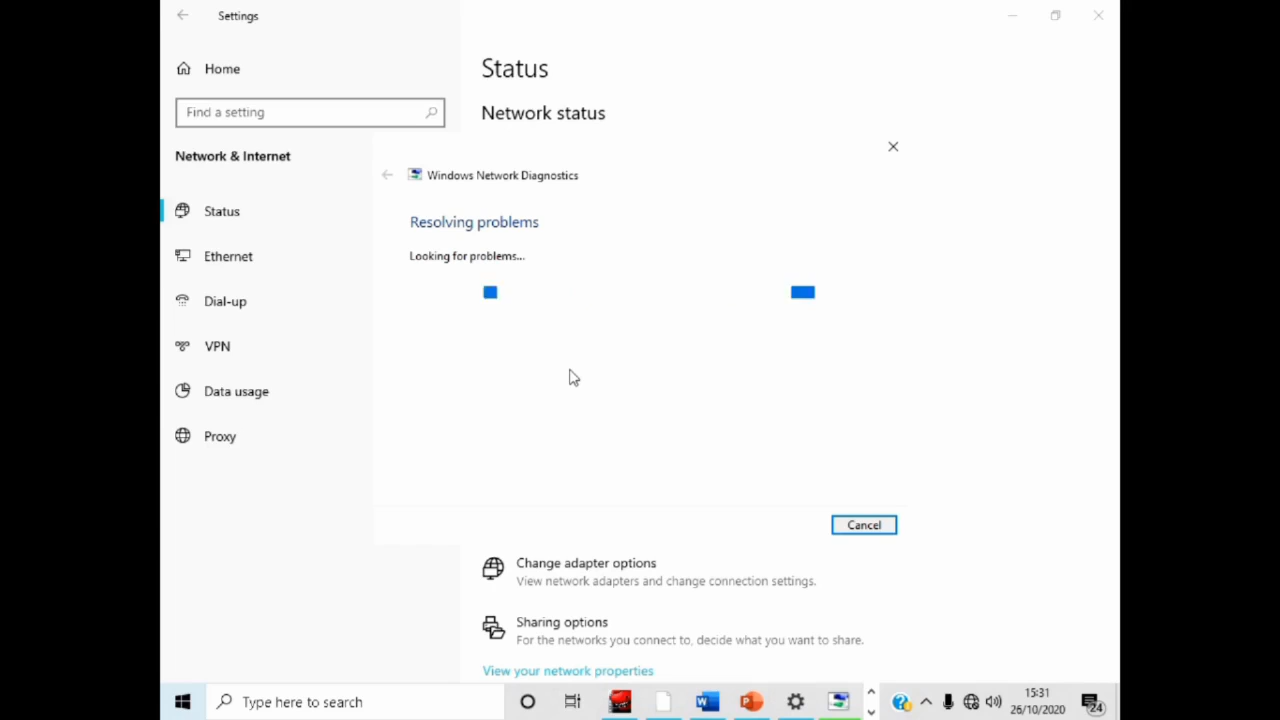 Settings
Home
Find a setting
Network & Internet
Status
Ethernet
Dial-up
VPN
Data usage
Proxy
Status
Network status
Windows Network Diagnostics
Resolving problems
Looking for problems...
Cancel
Change adapter options
View network adapters and change connection settings.
Sharing options
For the networks you connect to, decide what you want to share.
View your network properties
Type here to search
15:31
26/10/2020
24